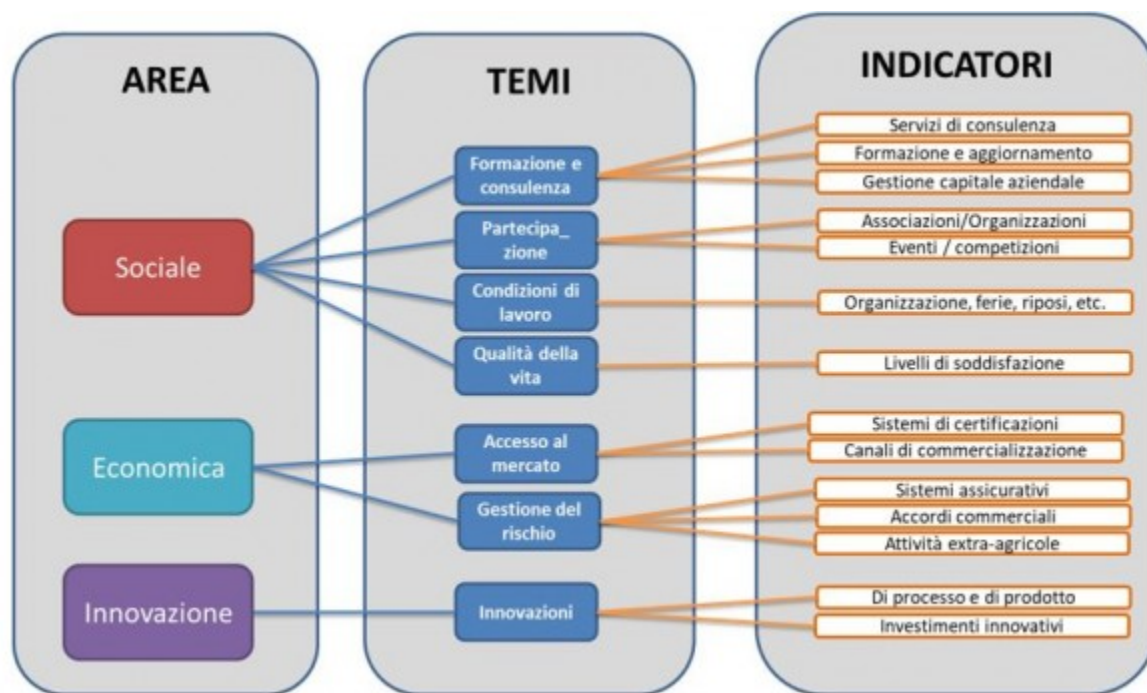 AREA
TEMI
INDICATORI
Sociale
Economica
Innovazione
Formazione e
consulenza
Partecipa_
zione
Condizioni di
lavoro
Qualità della
vita
Accesso al
mercato
Gestione del
rischio
Innovazioni
Servizi di consulenza
Formazione e aggiornamento
Gestione capitale aziendale
Associazioni/Organizzazioni
Eventi / competizioni
Organizzazione, ferie, riposi, etc.
Livelli di soddisfazione
Sistemi di certificazioni
Canali di commercializzazione
Sistemi assicurativi
Accordi commerciali
Attività extra-agricole
Di processo e di prodotto
Investimenti innovativi